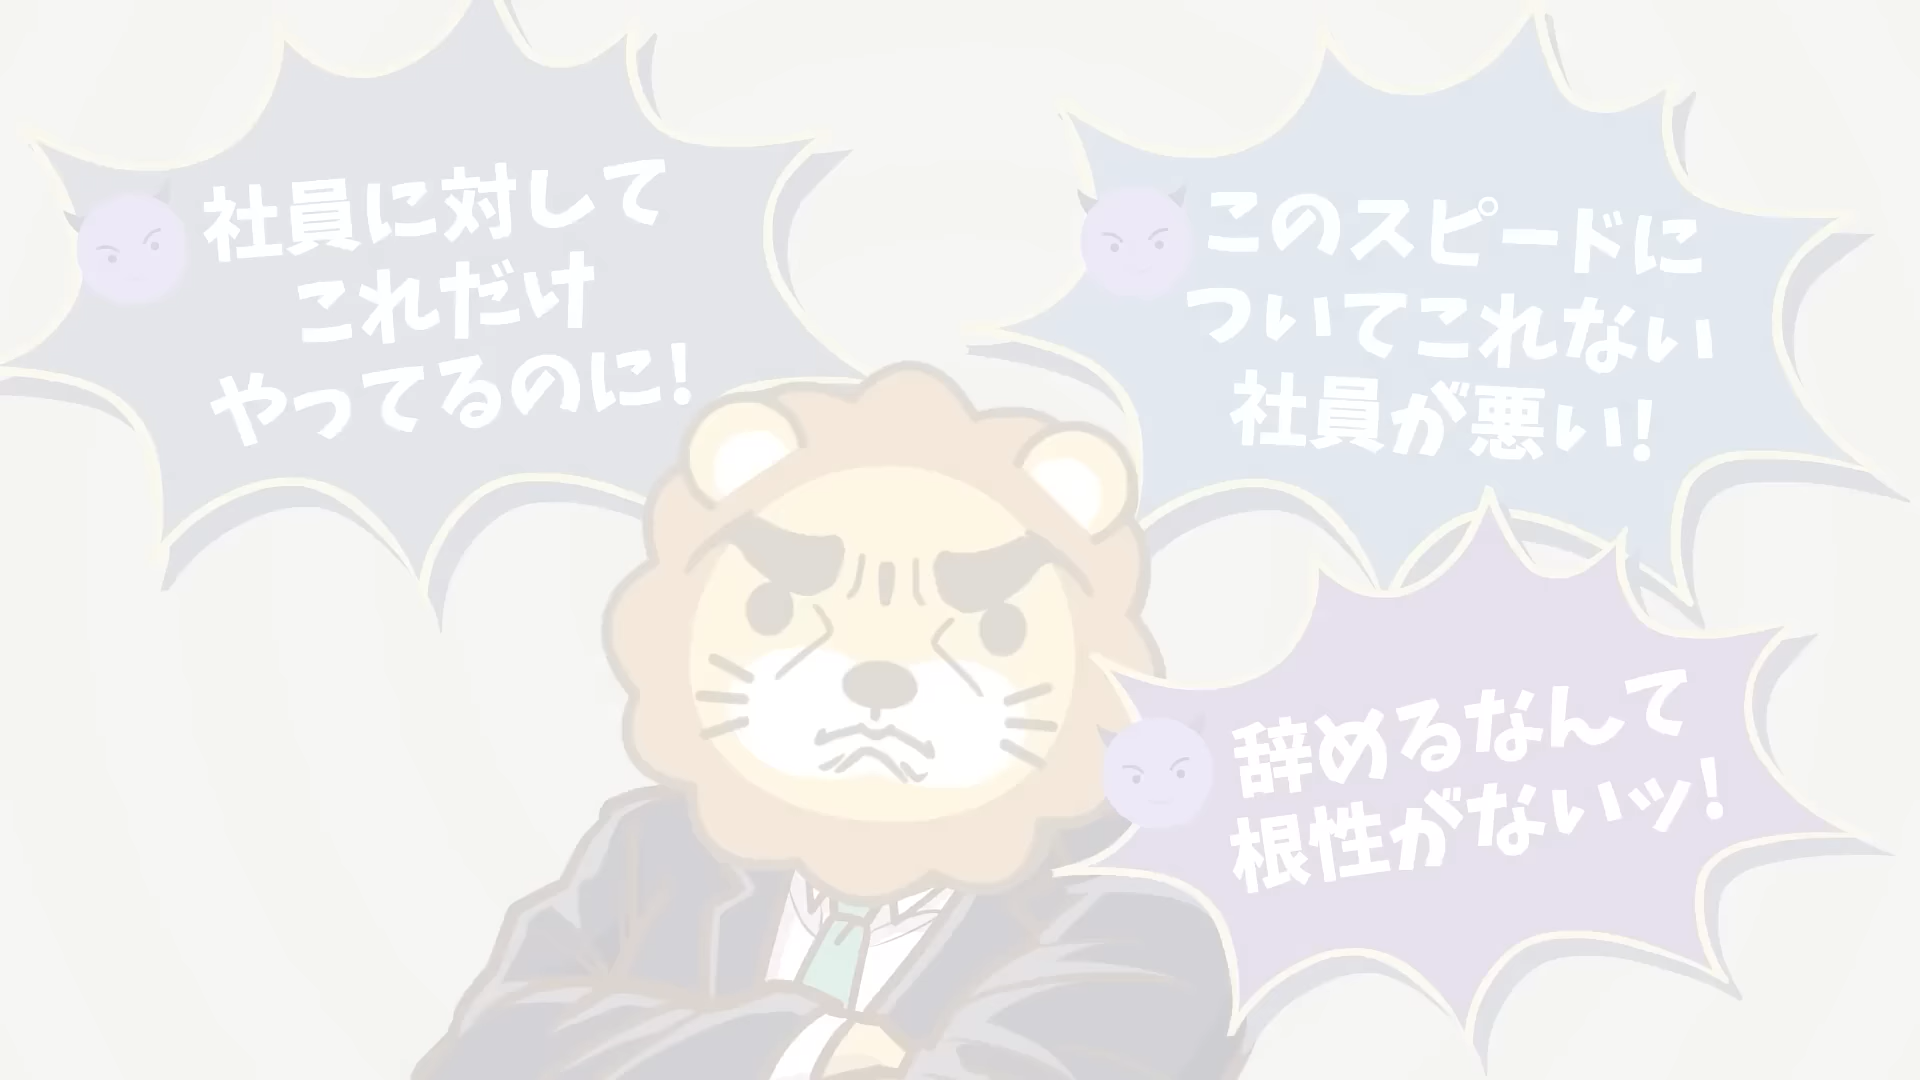 社員に対して
これだけ
やってるのに!
このスピードに
ついてこれない
社員が悪い!
辞めるなんて
根性がないッ!